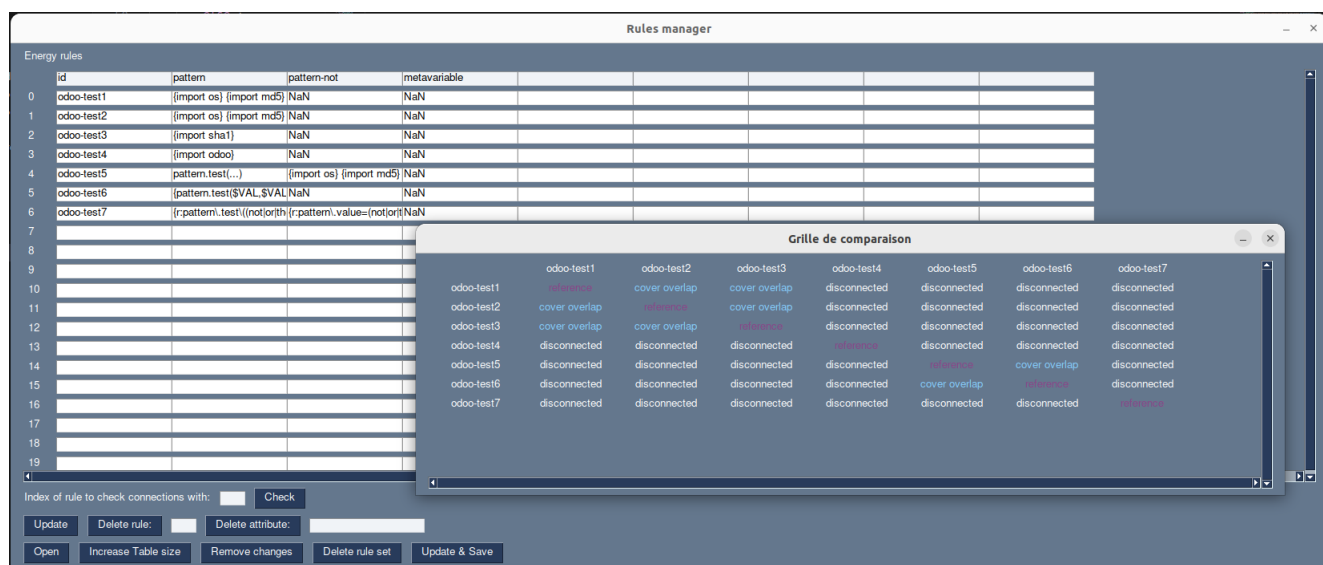 Rules manager
Energy rules
id pattern pattern-not metavariable
0 odoo-test1 {import os} {import md5} NaN NaN
1 odoo-test2 {import os} {import md5} NaN NaN
2 odoo-test3 {import sha1} NaN NaN
3 odoo-test4 {import odoo} NaN NaN
4 odoo-test5 pattern.test(...) {import os} {import md5} NaN
5 odoo-test6 {pattern.test($VAL,$VAL NaN NaN
6 odoo-test7 {r:pattern\.test\((not|or|th {r:pattern\.value=(not|or|t NaN
7
8
9
10
11
12
13
14
15
16
17
18
19
Grille de comparaison
odoo-test1 odoo-test2 odoo-test3 odoo-test4 odoo-test5 odoo-test6 odoo-test7
odoo-test1 reference cover overlap cover overlap disconnected disconnected disconnected disconnected
odoo-test2 cover overlap reference cover overlap disconnected disconnected disconnected disconnected
odoo-test3 cover overlap cover overlap reference disconnected disconnected disconnected disconnected
odoo-test4 disconnected disconnected disconnected reference disconnected disconnected disconnected
odoo-test5 disconnected disconnected disconnected disconnected reference cover overlap disconnected
odoo-test6 disconnected disconnected disconnected disconnected cover overlap reference disconnected
odoo-test7 disconnected disconnected disconnected disconnected disconnected disconnected reference
Index of rule to check connections with: Check
Update Delete rule: Delete attribute:
Open Increase Table size Remove changes Delete rule set Update & Save